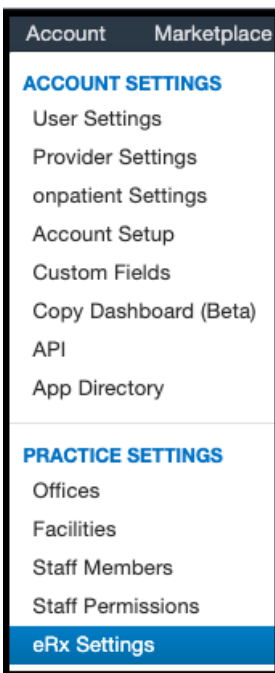 Account Marketplace
ACCOUNT SETTINGS
User Settings
Provider Settings
onpatient Settings
Account Setup
Custom Fields
Copy Dashboard (Beta)
API
App Directory
PRACTICE SETTINGS
Offices
Facilities
Staff Members
Staff Permissions
eRx Settings